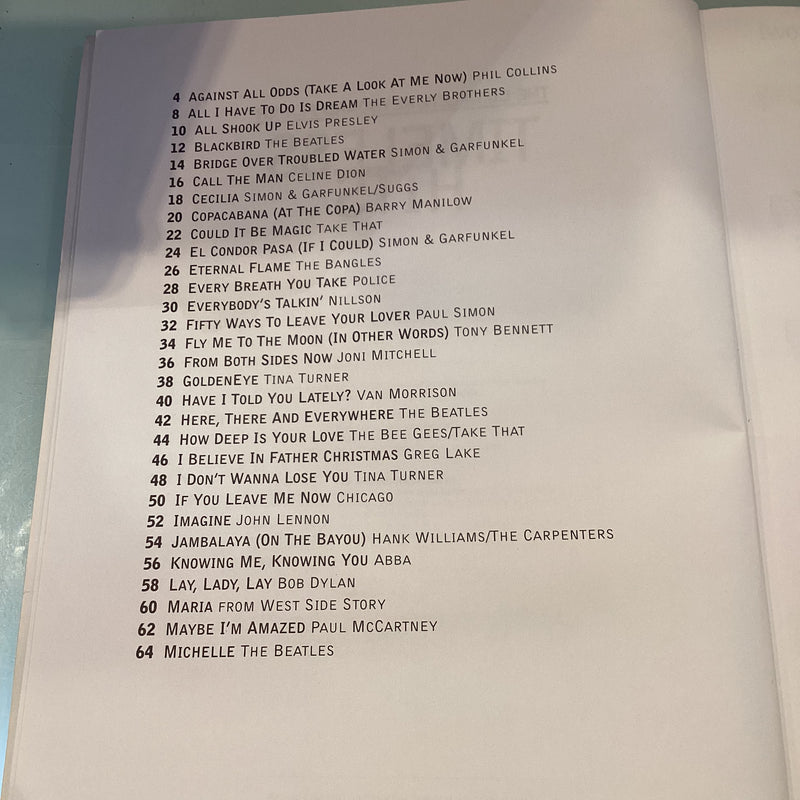 4 Against All Odds (Take A Look At Me Now) Phil Collins
8 All I Have To Do Is Dream The Everly Brothers
10 All Shook Up Elvis Presley
12 Blackbird The Beatles
14 Bridge Over Troubled Water Simon & Garfunkel
16 Call The Man Celine Dion
18 Cecilia Simon & Garfunkel/Suggs
20 Copacabana (At The Copa) Barry Manilow
22 Could It Be Magic Take That
24 El Condor Pasa (If I Could) Simon & Garfunkel
26 Eternal Flame The Bangles
28 Every Breath You Take Police
30 Everybody's Talkin' Nillson
32 Fifty Ways To Leave Your Lover Paul Simon
34 Fly Me To The Moon (In Other Words) Tony Bennett
36 From Both Sides Now Joni Mitchell
38 GoldenEye Tina Turner
40 Have I Told You Lately? Van Morrison
42 Here, There And Everywhere The Beatles
44 How Deep Is Your Love The Bee Gees/Take That
46 I Believe In Father Christmas Greg Lake
48 I Don't Wanna Lose You Tina Turner
50 If You Leave Me Now Chicago
52 Imagine John Lennon
54 Jambalaya (On The Bayou) Hank Williams/The Carpenters
56 Knowing Me, Knowing You Abba
58 Lay, Lady, Lay Bob Dylan
60 Maria from West Side Story
62 Maybe I'm Amazed Paul McCartney
64 Michelle The Beatles